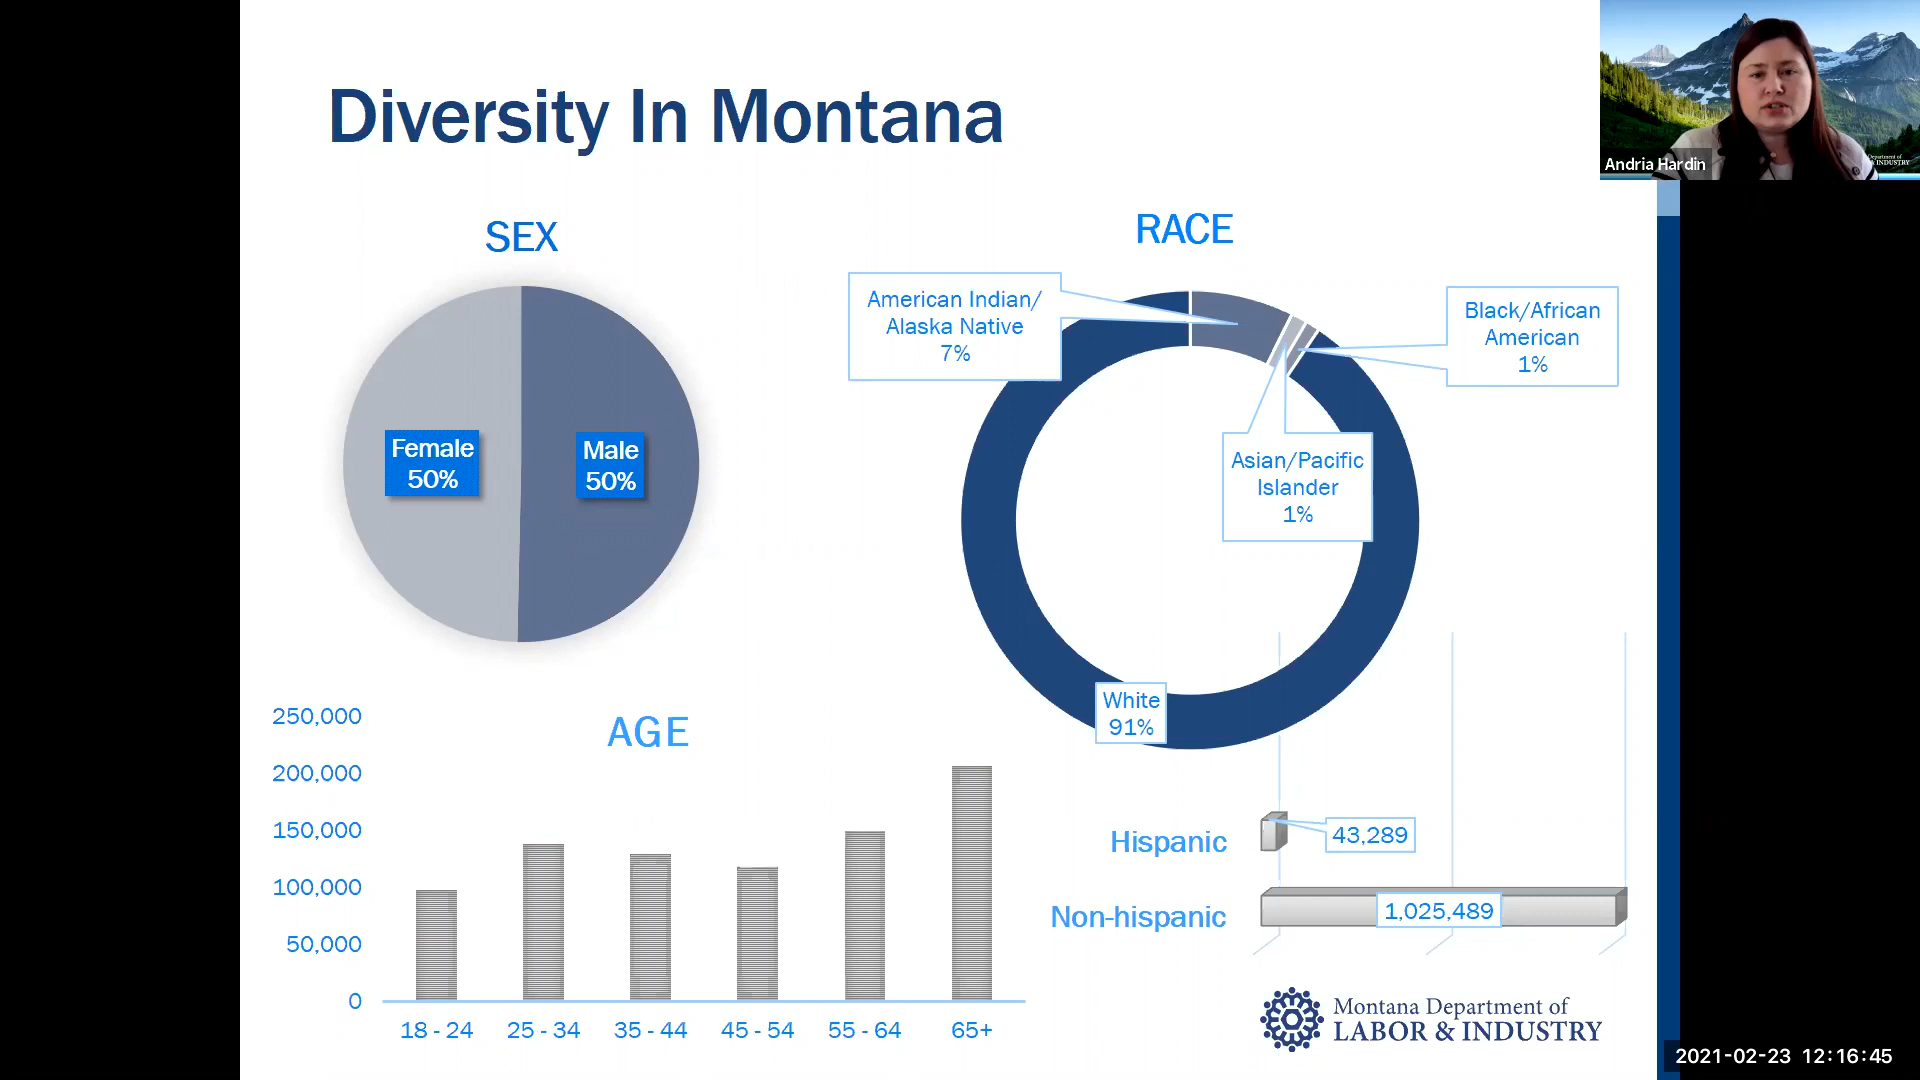 Diversity In Montana
Andria Hardin
Department of
& INDUSTRY
SEX
Female
50%
Male
50%
RACE
American Indian/
Alaska Native
7%
Black/African
American
1%
Asian/Pacific
Islander
1%
White
91%
AGE
250,000
200,000
150,000
100,000
50,000
0
18 - 24
25 - 34
35 - 44
45 - 54
55 - 64
65+
Hispanic
43,289
Non-hispanic
1,025,489
Montana Department of
LABOR & INDUSTRY
2021-02-23 12:16:45